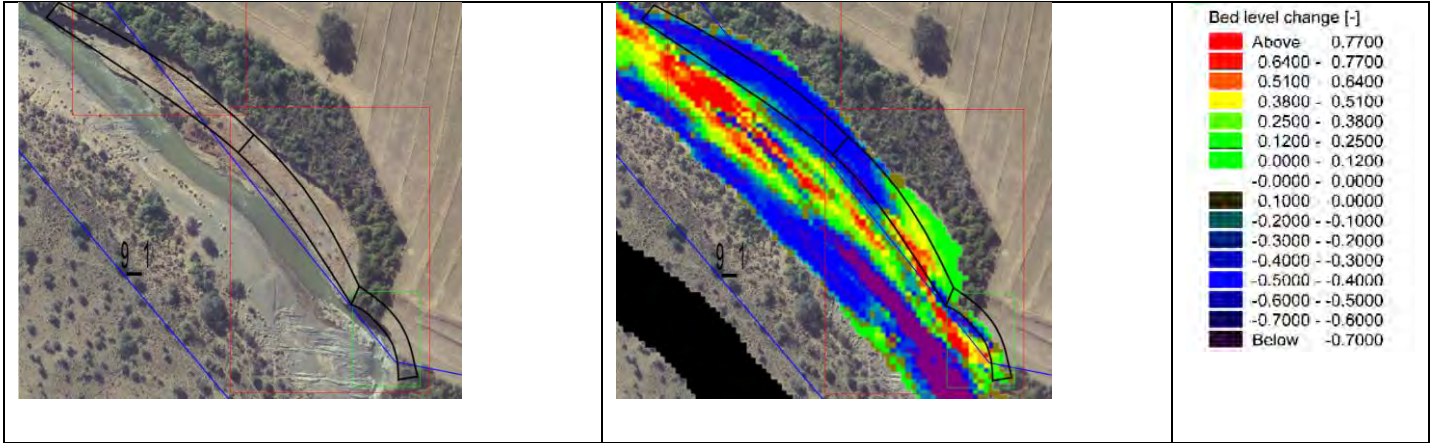 9_1
9_1
Bed level change [-]
Above 0.7700
0.6400 - 0.7700
0.5100 - 0.6400
0.3800 - 0.5100
0.2500 - 0.3800
0.1200 - 0.2500
0.0000 - 0.1200
-0.0000 - 0.0000
0.1000 0.0000
-0.2000 - -0.1000
-0.3000 - -0.2000
-0.4000 - -0.3000
-0.5000 - -0.4000
-0.6000 - -0.5000
-0.7000 - -0.6000
Below -0.7000